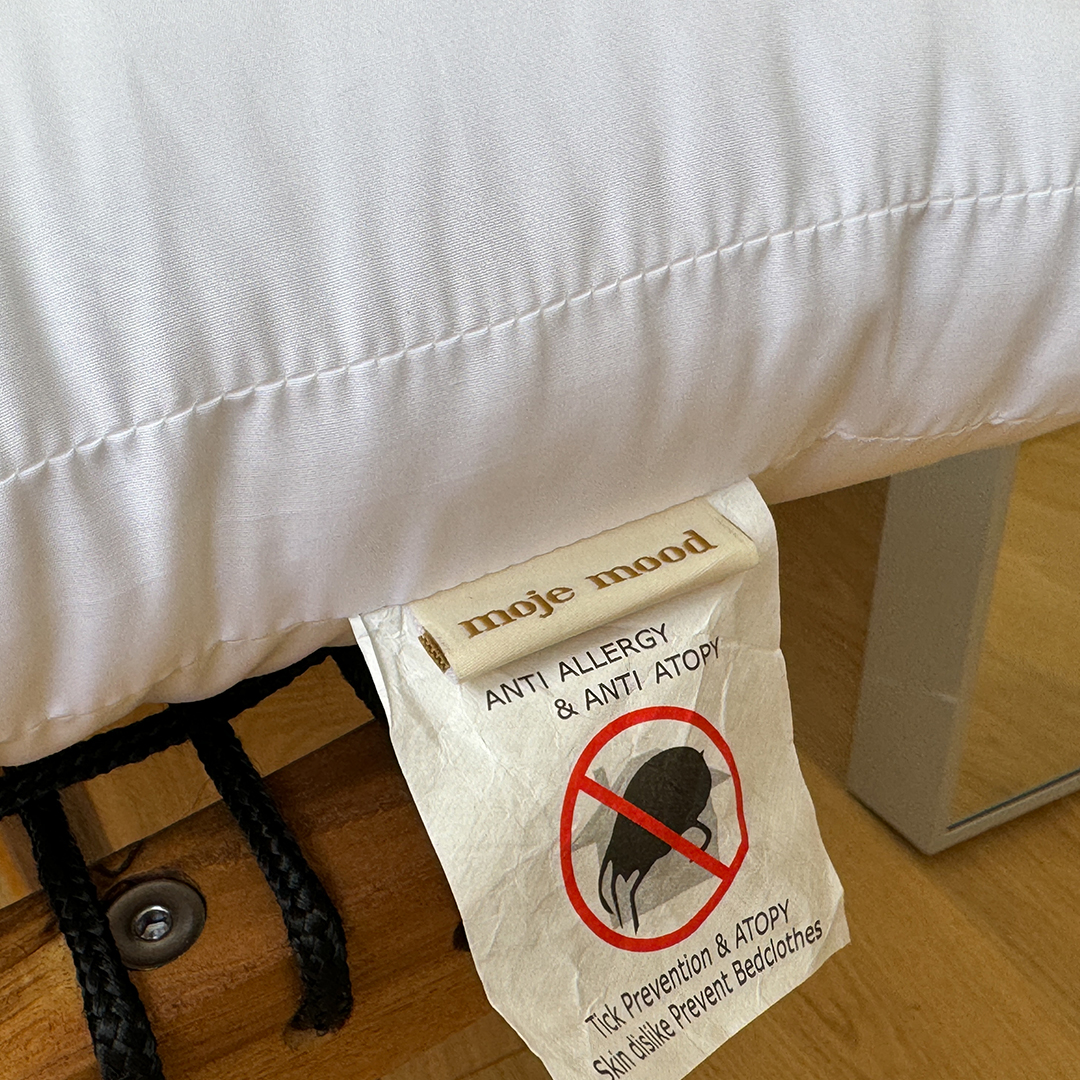 moje mood
ANTI ALLERGY
& ANTI ATOPY
Tick Prevention & ATOPY
Skin dislike Prevent Bedclothes